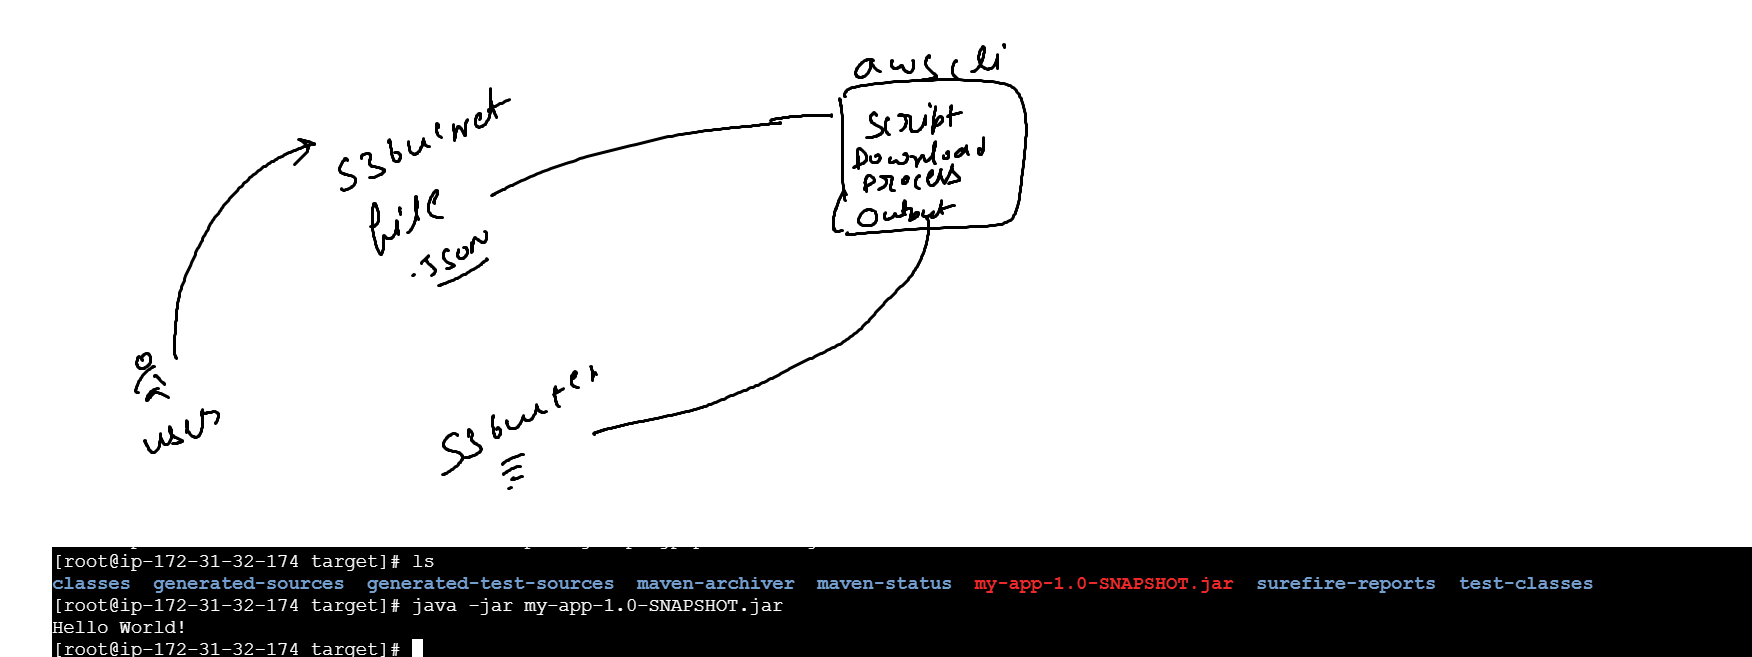 awscli
Script
Download
Process
Output
S3bucket
file
.Json
user
S3bucket
[root@ip-172-31-32-174 target]# ls
classes generated-sources generated-test-sources maven-archiver maven-status my-app-1.0-SNAPSHOT.jar surefire-reports test-classes
[root@ip-172-31-32-174 target]# java -jar my-app-1.0-SNAPSHOT.jar
Hello World!
[root@ip-172-31-32-174 target]#